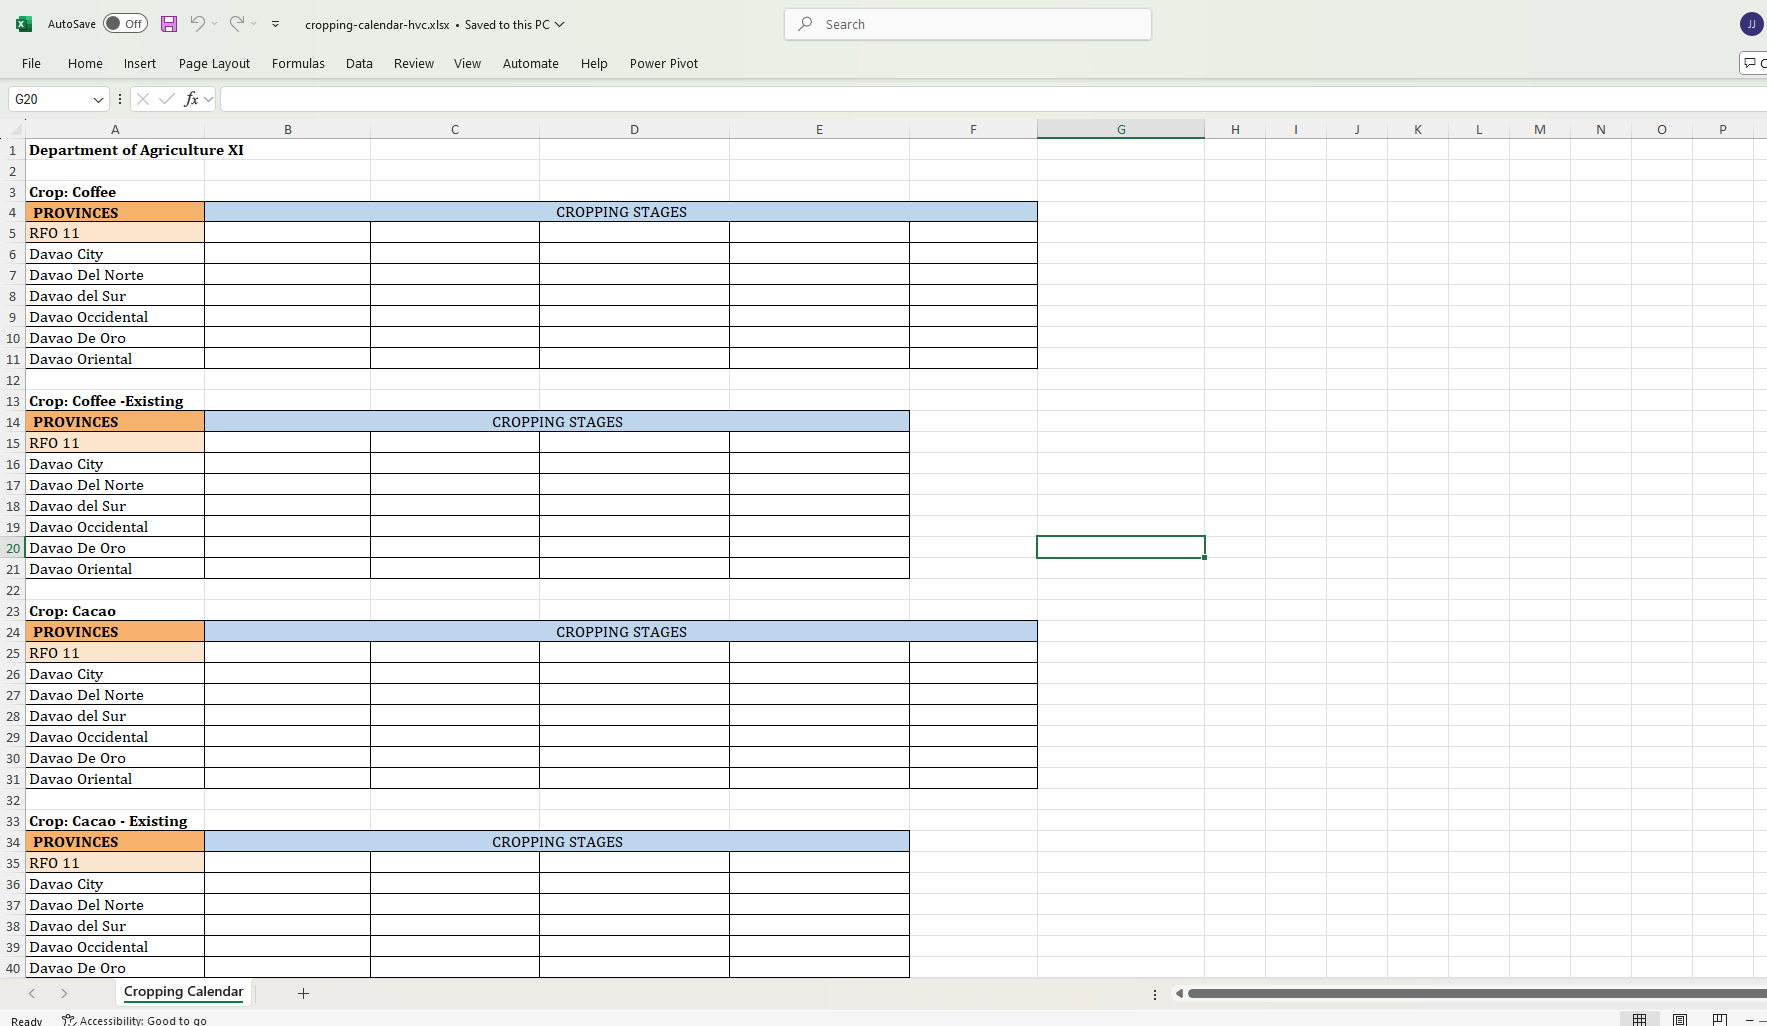 AutoSave Off cropping-calendar-hvc.xlsx • Saved to this PC Search JJ
File Home Insert Page Layout Formulas Data Review View Automate Help Power Pivot
G20 fx
A B C D E F G H I J K L M N O P
1 Department of Agriculture XI
2
3 Crop: Coffee
4 PROVINCES CROPPING STAGES
5 RFO 11
6 Davao City
7 Davao Del Norte
8 Davao del Sur
9 Davao Occidental
10 Davao De Oro
11 Davao Oriental
12
13 Crop: Coffee -Existing
14 PROVINCES CROPPING STAGES
15 RFO 11
16 Davao City
17 Davao Del Norte
18 Davao del Sur
19 Davao Occidental
20 Davao De Oro
21 Davao Oriental
22
23 Crop: Cacao
24 PROVINCES CROPPING STAGES
25 RFO 11
26 Davao City
27 Davao Del Norte
28 Davao del Sur
29 Davao Occidental
30 Davao De Oro
31 Davao Oriental
32
33 Crop: Cacao - Existing
34 PROVINCES CROPPING STAGES
35 RFO 11
36 Davao City
37 Davao Del Norte
38 Davao del Sur
39 Davao Occidental
40 Davao De Oro
Cropping Calendar
Ready Accessibility: Good to go